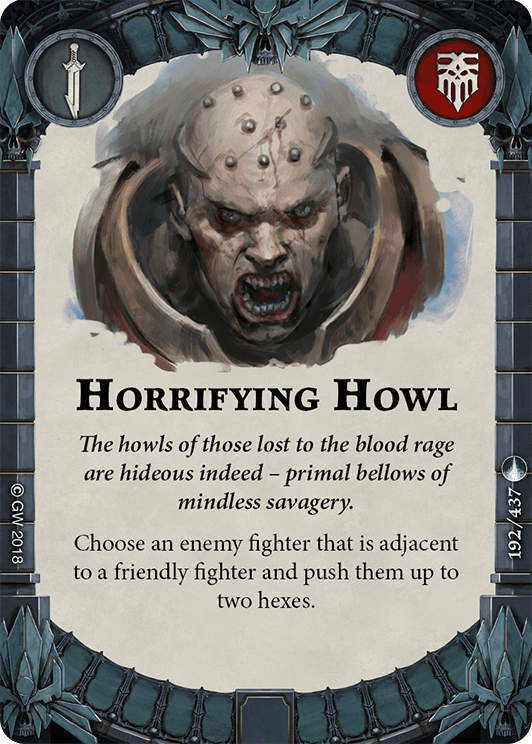 Horrifying Howl
The howls of those lost to the blood rage
are hideous indeed – primal bellows of
mindless savagery.
Choose an enemy fighter that is adjacent
to a friendly fighter and push them up to
two hexes.
© GW 2018
192/437